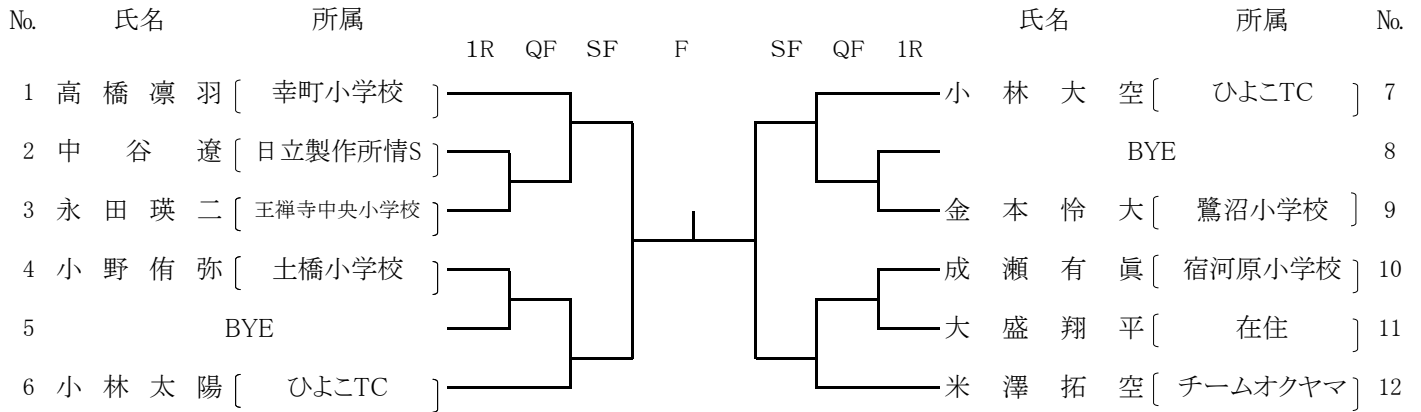 № 氏名 所属 氏名 所属 №
1R QF SF F SF QF 1R
1 高橋凛羽 [ 幸町小学校 ] 小林大空 [ ひよこTC ] 7
2 中谷遼 [ 日立製作所情S ] BYE 8
3 永田瑛二 [ 王禅寺中央小学校 ] 金本怜大 [ 鷺沼小学校 ] 9
4 小野侑弥 [ 土橋小学校 ] 成瀬有眞 [ 宿河原小学校 ] 10
5 BYE 大盛翔平 [ 在住 ] 11
6 小林太陽 [ ひよこTC ] 米澤拓空 [ チームオクヤマ ] 12